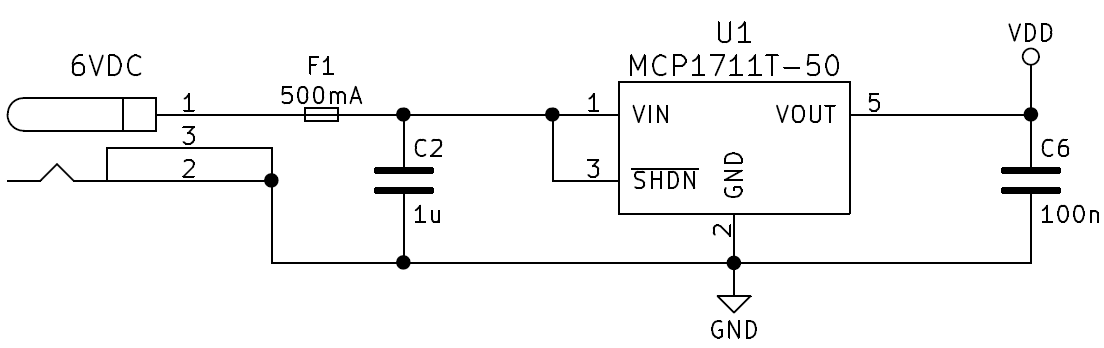 U1
VDD
6VDC
F1
MCP1711T-50
500mA
1
1
VIN
VOUT
5
3
C2
C6
2
3
SHDN
GND
1u
100n
2
GND